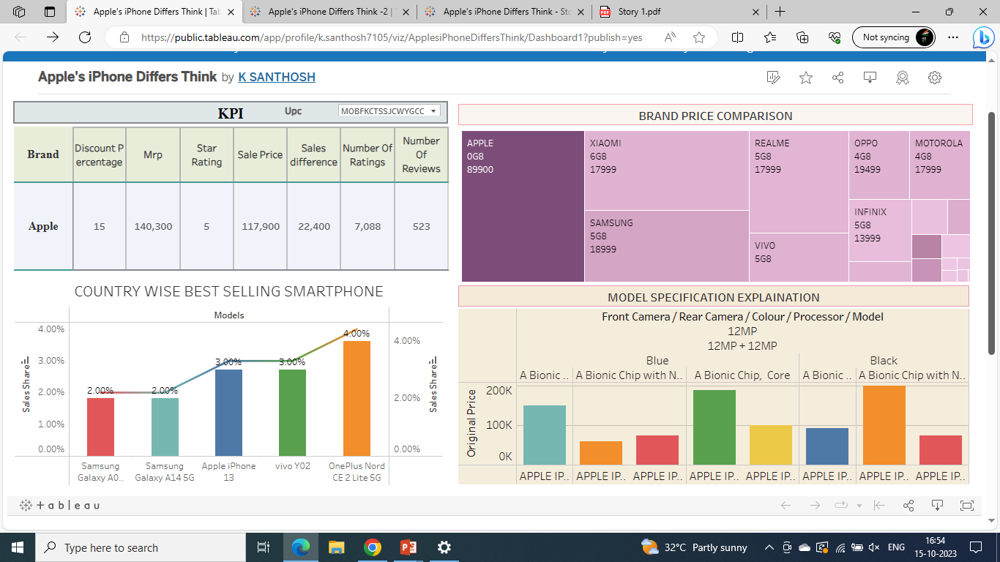 Apple's iPhone Differs Think | Tab
Apple's iPhone Differs Think -2 |
Apple's iPhone Differs Think - Sto
Story 1.pdf
https://public.tableau.com/app/profile/k.santhosh7105/viz/ApplesiPhoneDiffersThink/Dashboard1?publish=yes
Not syncing
Apple's iPhone Differs Think by K SANTHOSH
KPI
Upc
MOBFKCTSSJCWYGCC
Brand
Discount P
ercentage
Mrp
Star
Rating
Sale Price
Sales
difference
Number Of
Ratings
Number
Of
Reviews
Apple
15
140,300
5
117,900
22,400
7,088
523
BRAND PRICE COMPARISON
APPLE
0G8
89900
XIAOMI
6G8
17999
SAMSUNG
5G8
18999
REALME
5G8
17999
VIVO
5G8
OPPO
4G8
19499
MOTOROLA
4G8
17999
INFINIX
5G8
13999
COUNTRY WISE BEST SELLING SMARTPHONE
Models
4.00%
3.00%
2.00%
1.00%
0.00%
Sales Share
2.00%
2.00%
3.00%
3.00%
4.00%
4.00%
2.00%
0.00%
Sales Share
Samsung
Galaxy A0..
Samsung
Galaxy A14 5G
Apple iPhone
13
vivo Y02
OnePlus Nord
CE 2 Lite 5G
MODEL SPECIFICATION EXPLAINATION
Front Camera / Rear Camera / Colour / Processor / Model
12MP
12MP + 12MP
Blue
Black
A Bionic ..
A Bionic Chip with N..
A Bionic Chip, Core
A Bionic ..
A Bionic Chip with N..
Original Price
200K
100K
0K
APPLE IP..
APPLE IP..
APPLE IP..
APPLE IP..
APPLE IP..
APPLE IP..
APPLE IP..
APPLE IP..
+ a b | e a u
Type here to search
32°C Partly sunny
ENG
16:54
15-10-2023